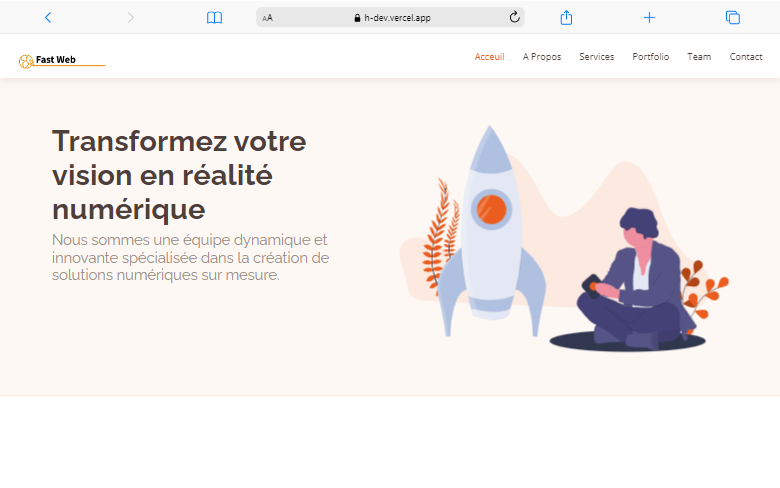 AA h-dev.vercel.app
Fast Web
Acceuil A Propos Services Portfolio Team Contact
Transformez votre
vision en réalité
numérique
Nous sommes une équipe dynamique et
innovante spécialisée dans la création de
solutions numériques sur mesure.